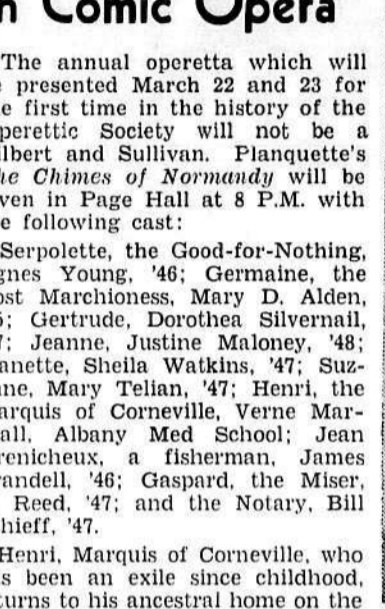 n Comic Opera
The annual operetta which will
presented March 22 and 23 for
e first time in the history of the
perettic Society will not be a
ilbert and Sullivan. Planquette's
he Chimes of Normandy will be
ven in Page Hall at 8 P.M. with
e following cast:
Serpolette, the Good-for-Nothing,
gnes Young, '46; Germaine, the
ost Marchioness, Mary D. Alden,
; Gertrude, Dorothea Silvernail,
; Jeanne, Justine Maloney, '48;
anette, Sheila Watkins, '47; Suz-
ne, Mary Telian, '47; Henri, the
arquis of Corneville, Verne Mar-
all, Albany Med School; Jean
renicheux, a fisherman, James
randell, '46; Gaspard, the Miser,
Reed, '47; and the Notary, Bill
hieff, '47.
Henri, Marquis of Corneville, who
s been an exile since childhood,
turns to his ancestral home on the